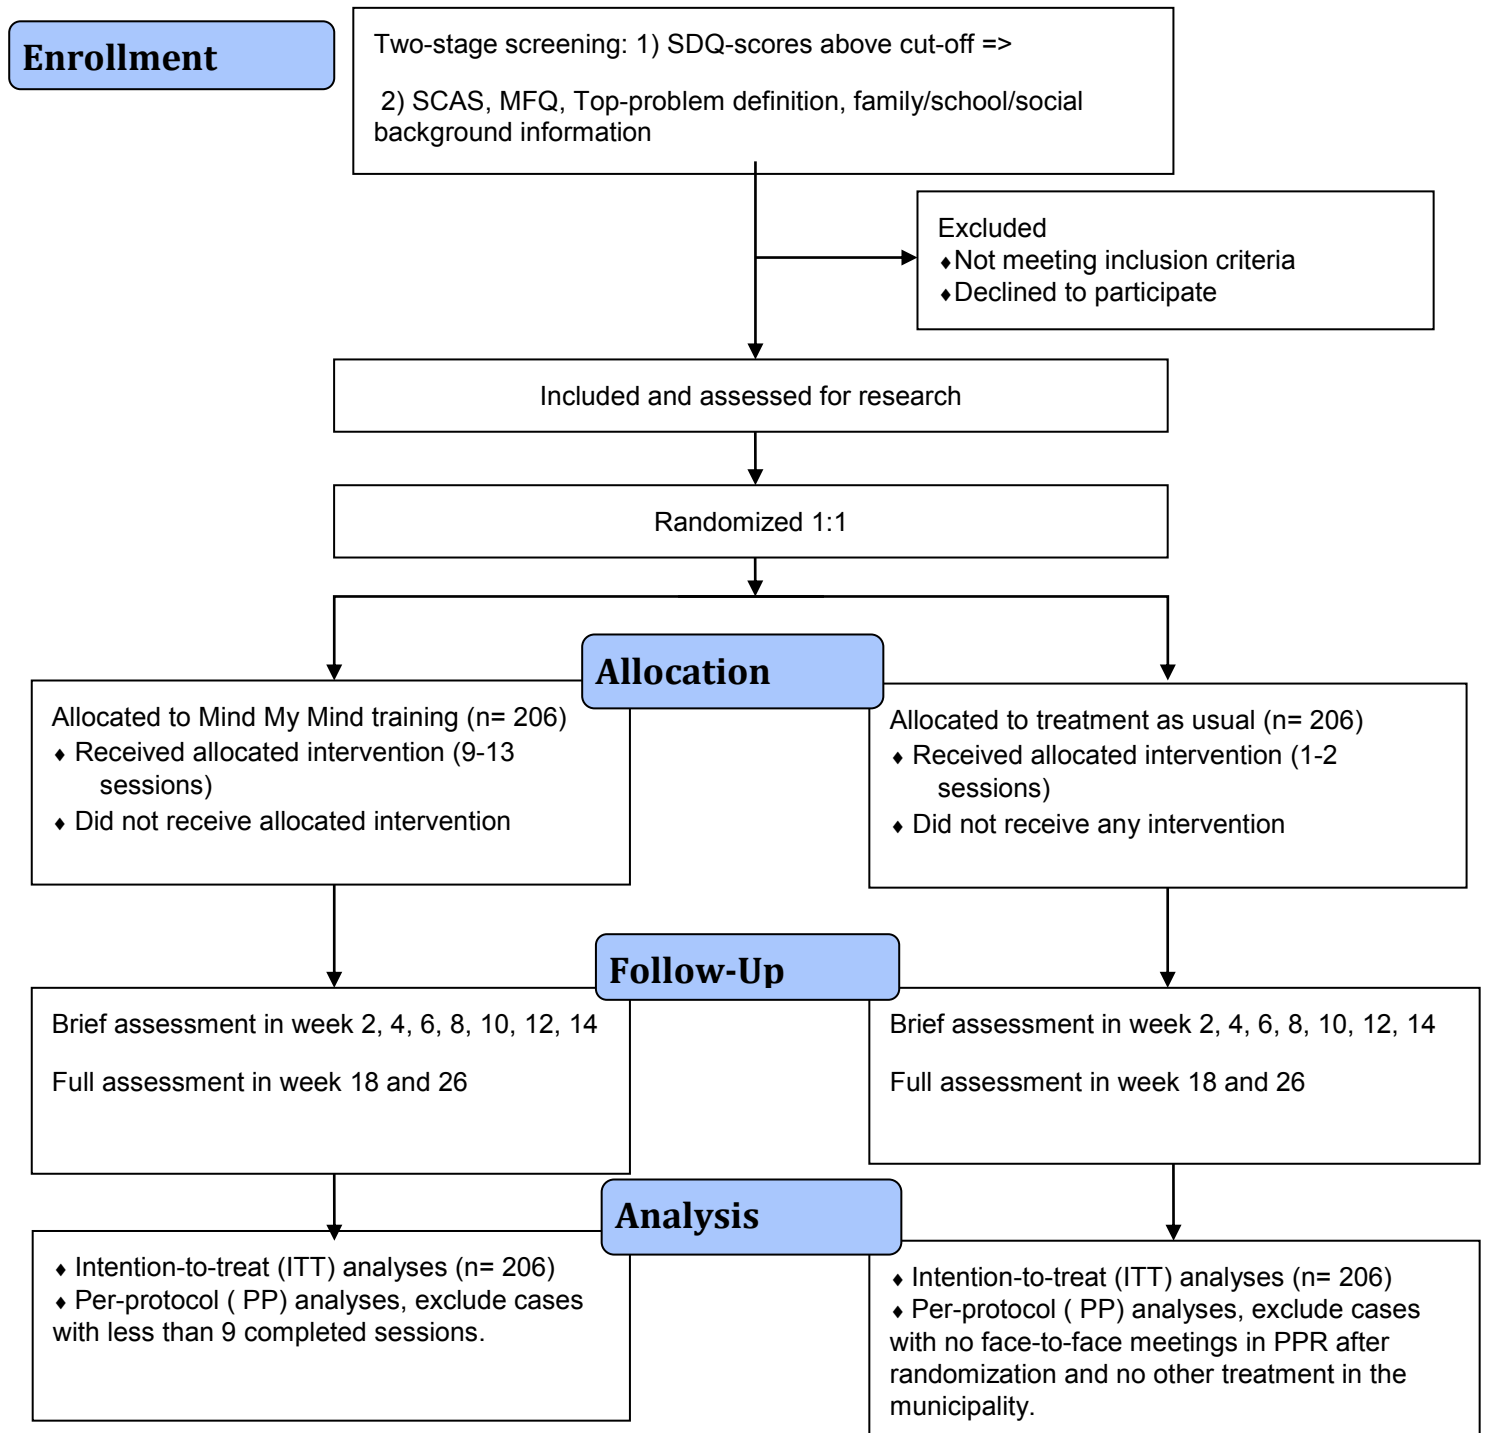 Enrollment
Two-stage screening: 1) SDQ-scores above cut-off =>
2) SCAS, MFQ, Top-problem definition, family/school/social
background information
Excluded
♦Not meeting inclusion criteria
♦Declined to participate
Included and assessed for research
Randomized 1:1
Allocation
Allocated to Mind My Mind training (n= 206)
♦ Received allocated intervention (9-13
sessions)
♦ Did not receive allocated intervention
Allocated to treatment as usual (n= 206)
♦ Received allocated intervention (1-2
sessions)
♦ Did not receive any intervention
Follow-Up
Brief assessment in week 2, 4, 6, 8, 10, 12, 14
Full assessment in week 18 and 26
Brief assessment in week 2, 4, 6, 8, 10, 12, 14
Full assessment in week 18 and 26
Analysis
♦ Intention-to-treat (ITT) analyses (n= 206)
♦ Per-protocol ( PP) analyses, exclude cases
with less than 9 completed sessions.
♦ Intention-to-treat (ITT) analyses (n= 206)
♦ Per-protocol ( PP) analyses, exclude cases
with no face-to-face meetings in PPR after
randomization and no other treatment in the
municipality.